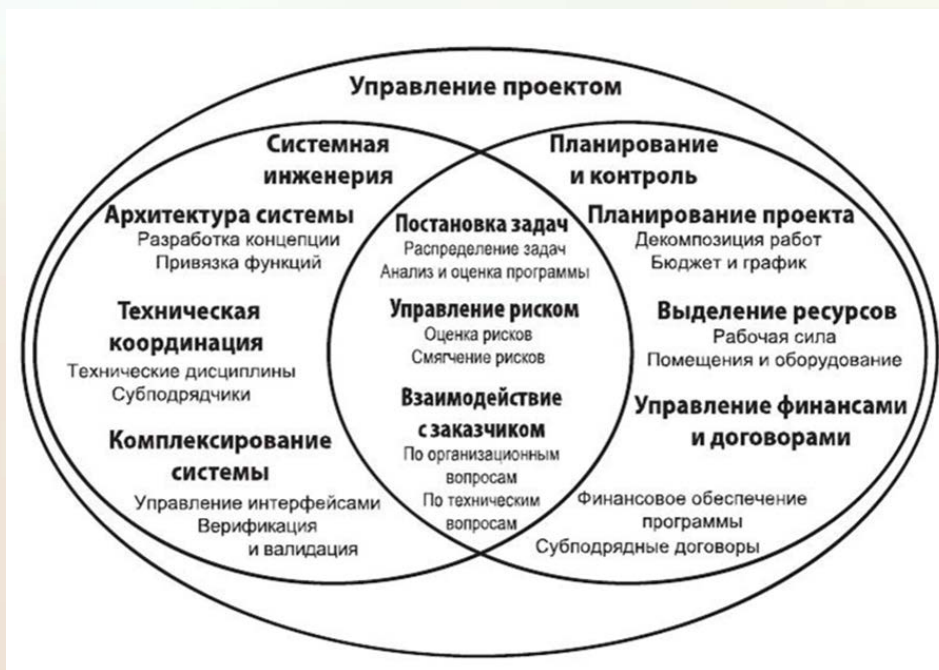 Управление проектом
Системная
инженерия
Архитектура системы
Разработка концепции
Привязка функций
Техническая
координация
Технические дисциплины
Субподрядчики
Комплексирование
системы
Управление интерфейсами
Верификация
и валидация
Постановка задач
Распределение задач
Анализ и оценка программы
Управление риском
Оценка рисков
Смягчение рисков
Взаимодействие
с заказчиком
По организационным
вопросам
По техническим
вопросам
Планирование
и контроль
Планирование проекта
Декомпозиция работ
Бюджет и график
Выделение ресурсов
Рабочая сила
Помещения и оборудование
Управление финансами
и договорами
Финансовое обеспечение
программы
Субподрядные договоры